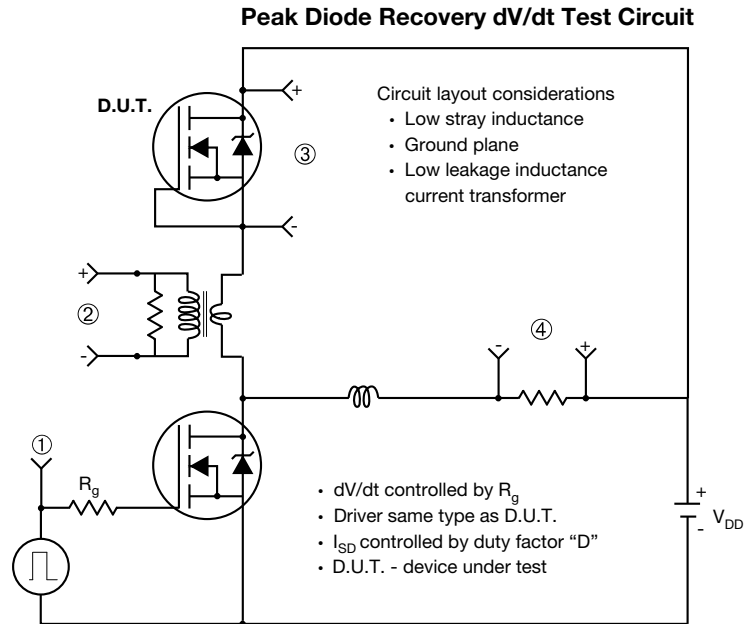 Peak Diode Recovery dV/dt Test Circuit
D.U.T.
+
-
③
Circuit layout considerations
• Low stray inductance
• Ground plane
• Low leakage inductance
current transformer
+
②
-
-
④
+
①
Rg
• dV/dt controlled by Rg
• Driver same type as D.U.T.
• ISD controlled by duty factor “D”
• D.U.T. - device under test
+
-
VDD